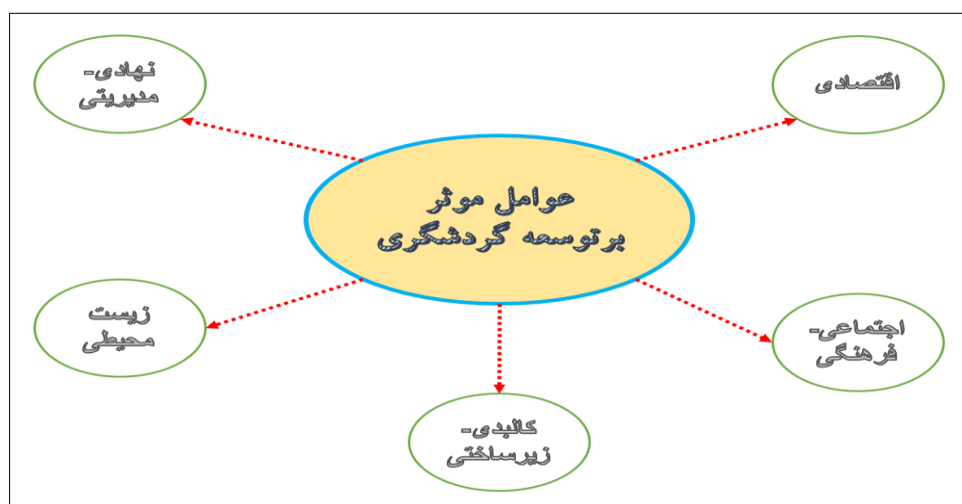 نهادی-
مدیریتی
اقتصادی
عوامل موثر
برتوسعه گردشگری
زیست
محیطی
اجتماعی-
فرهنگی
کالبدی-
زیرساختی